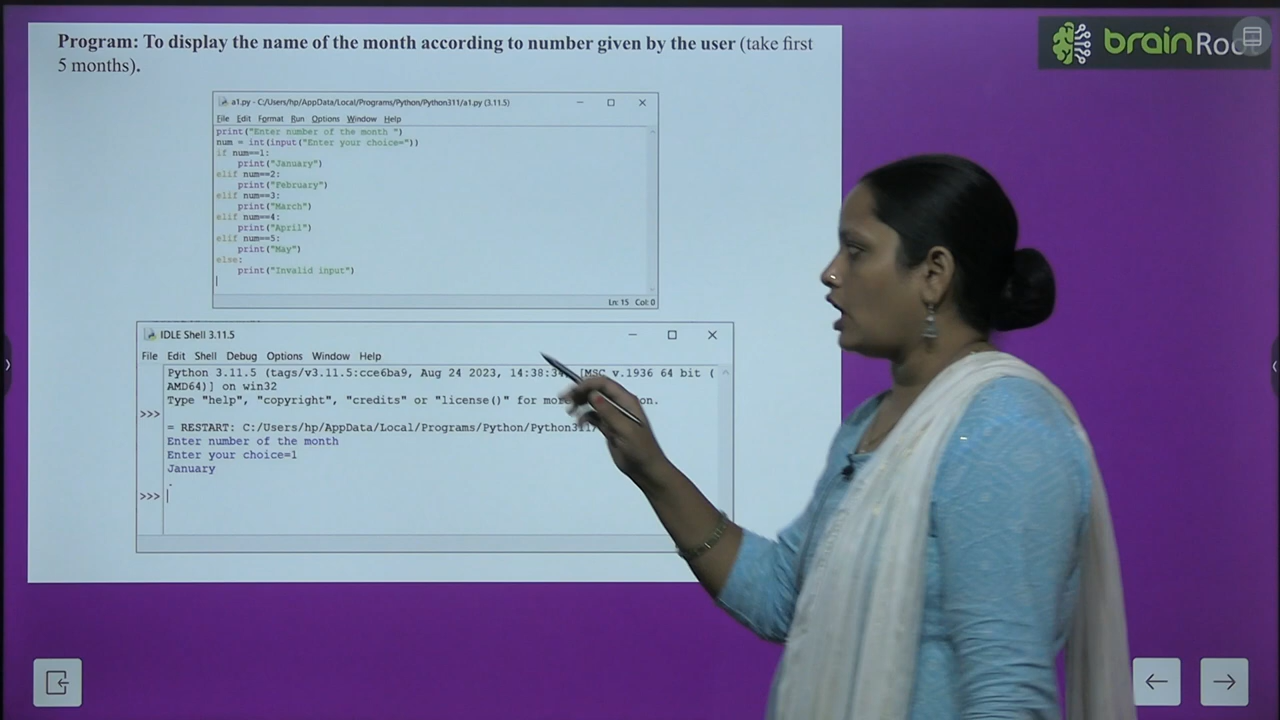 Program: To display the name of the month according to number given by the user (take first
5 months).
brainRoo
a1.py - C:/Users/hp/AppData/Local/Programs/Python/Python311/a1.py (3.11.5)
File Edit Format Run Options Window Help
print("Enter number of the month ")
num = int(input("Enter your choice="))
if num==1:
    print("January")
elif num==2:
    print("February")
elif num==3:
    print("March")
elif num==4:
    print("April")
elif num==5:
    print("May")
else:
    print("Invalid input")
Ln: 15 Col: 0
IDLE Shell 3.11.5
File Edit Shell Debug Options Window Help
Python 3.11.5 (tags/v3.11.5:cce6ba9, Aug 24 2023, 14:38:34) [MSC v.1936 64 bit (
AMD64)] on win32
Type "help", "copyright", "credits" or "license()" for
>>>
= RESTART: C:/Users/hp/AppData/Local/Programs/Python/Python311/
Enter number of the month
Enter your choice=1
January
>>>